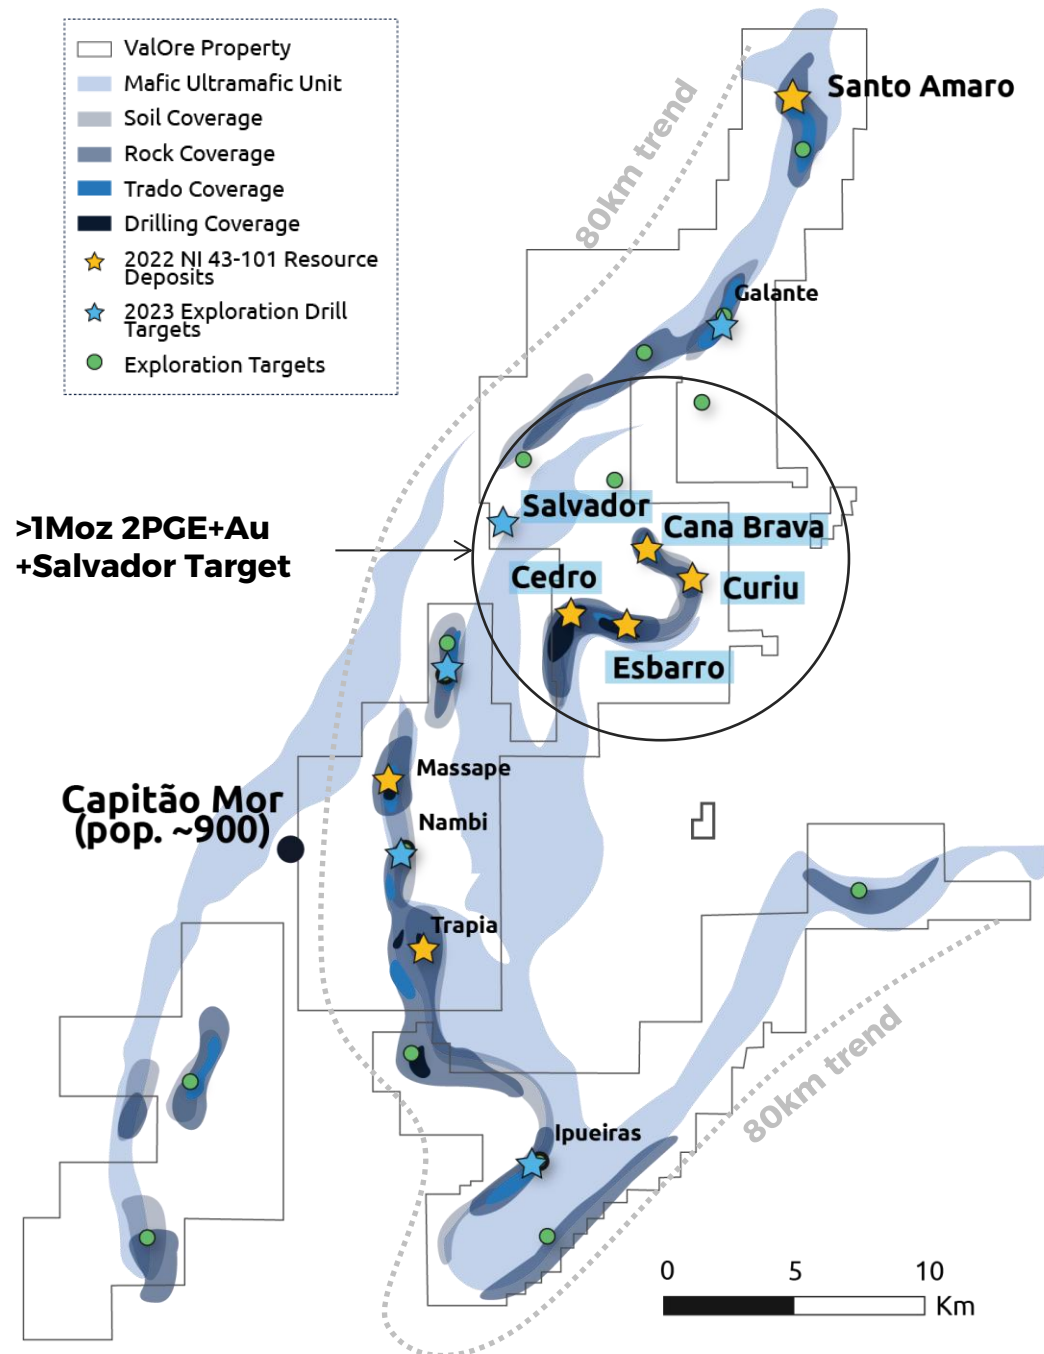 ValOre Property
Mafic Ultramafic Unit
Soil Coverage
Rock Coverage
Trado Coverage
Drilling Coverage
2022 NI 43-101 Resource
Deposits
2023 Exploration Drill
Targets
Exploration Targets
80km trend
Santo Amaro
Galante
>1Moz 2PGE+Au
+Salvador Target
Salvador
Cana Brava
Cedro
Curiu
Esbarro
Massape
Capitão Mor
(pop. ~900)
Nambi
Trapia
80km trend
Ipueiras
0 5 10
Km